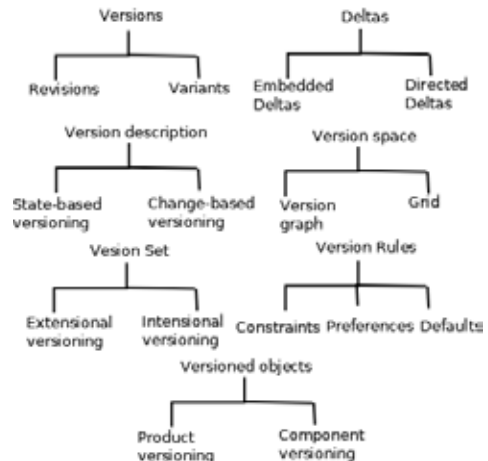 Versions
Deltas
Revisions
Variants
Embedded
Deltas
Directed
Deltas
Version description
Version space
State-based
versioning
Change-based
versioning
Version
graph
Grid
Vesion Set
Version Rules
Extensional
versioning
Intensional
versioning
Constraints
Preferences
Defaults
Versioned objects
Product
versioning
Component
versioning